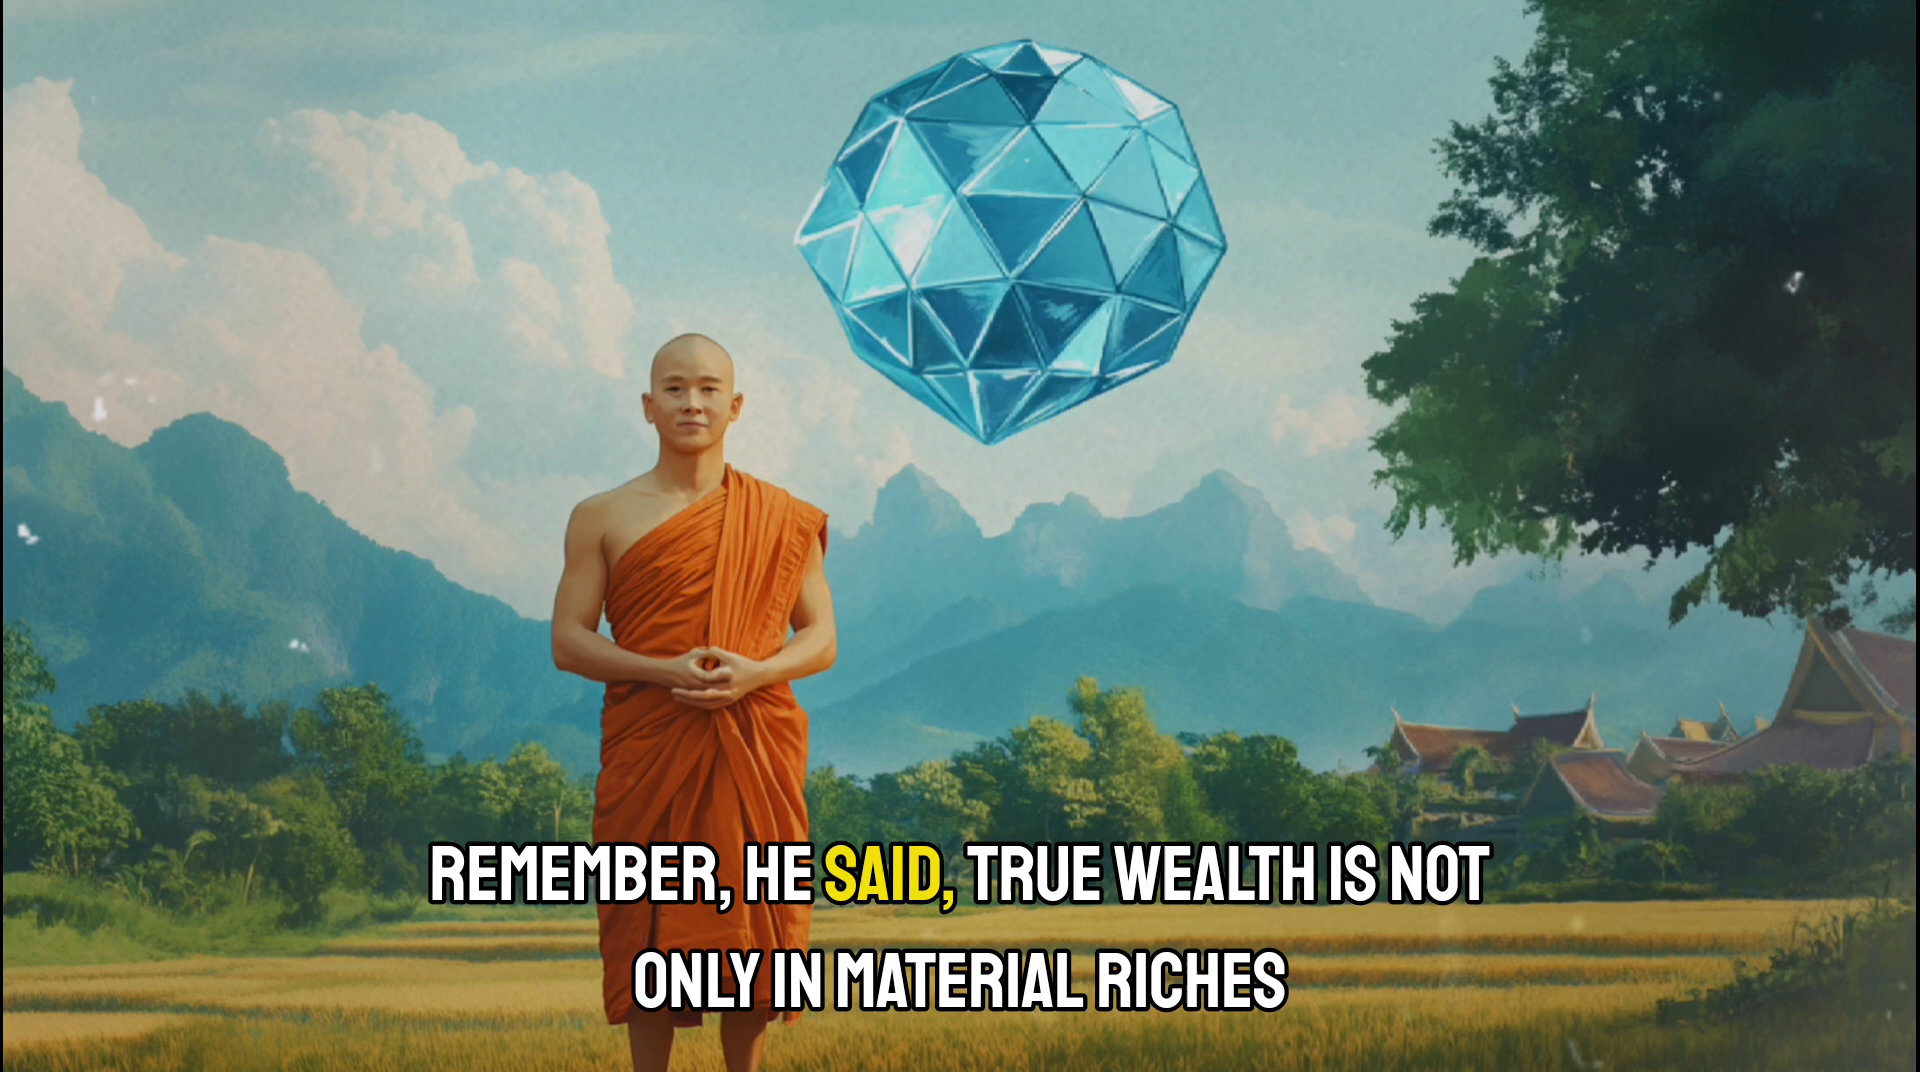 REMEMBER, HE SAID, TRUE WEALTH IS NOT
ONLY IN MATERIAL RICHES